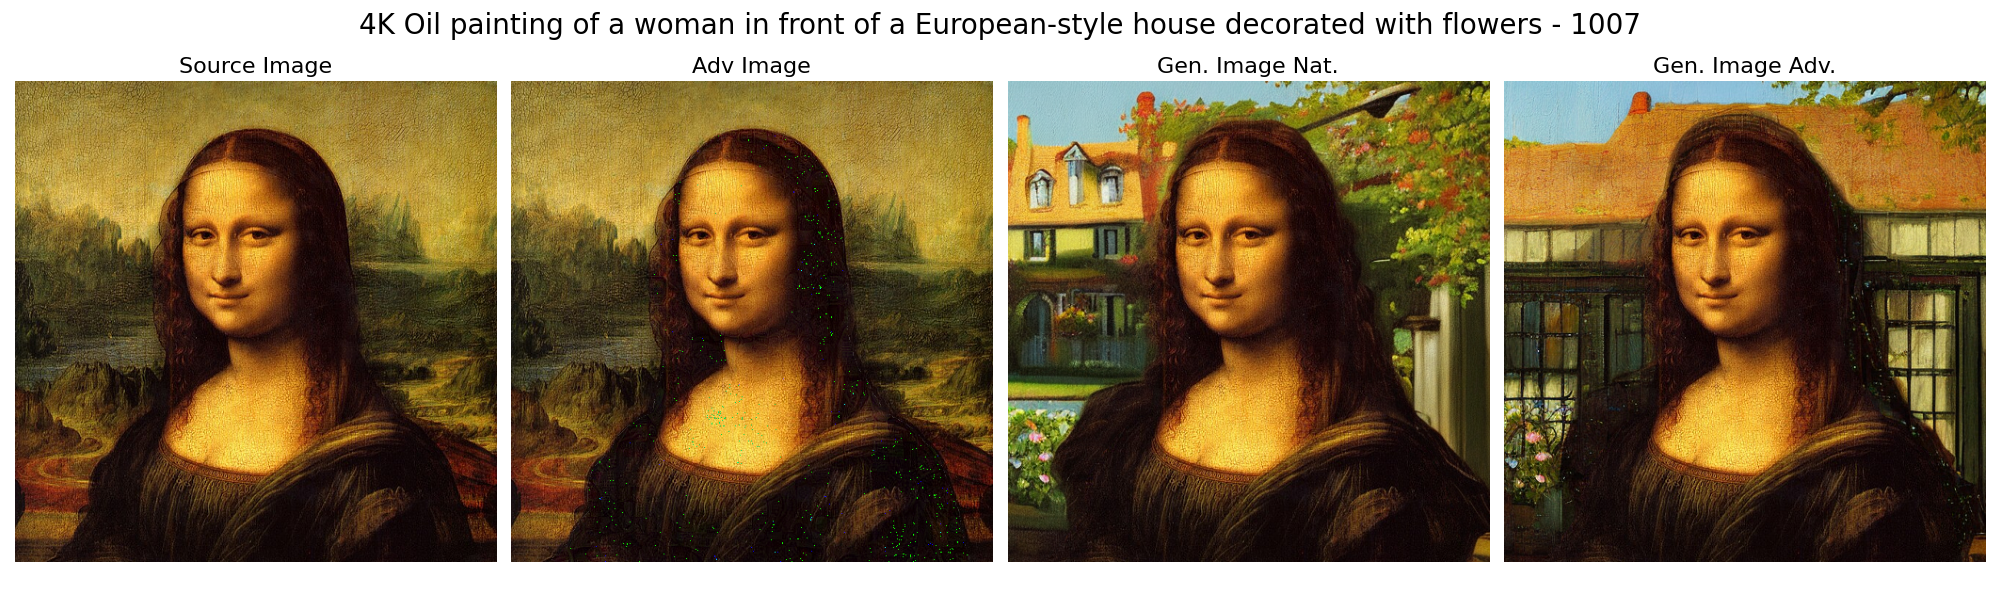 4K Oil painting of a woman in front of a European-style house decorated with flowers - 1007
Source Image
Adv Image
Gen. Image Nat.
Gen. Image Adv.